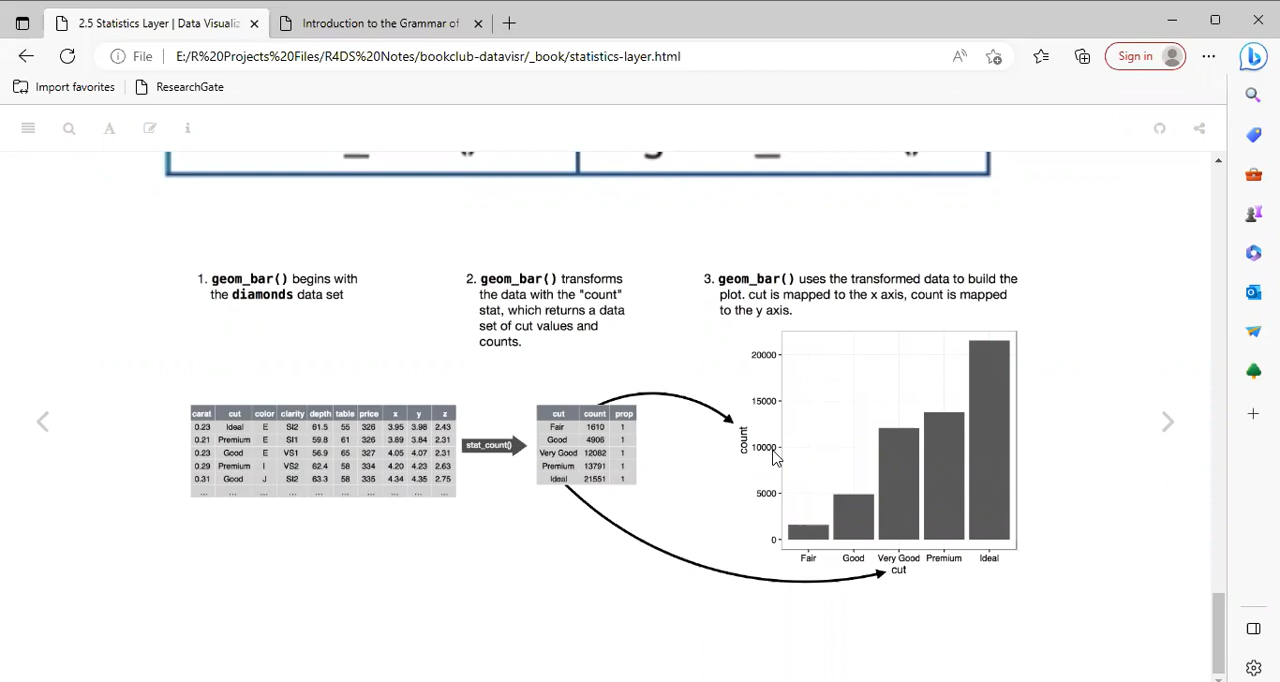 2.5 Statistics Layer | Data Visualiz
Introduction to the Grammar of
File
E:/R%20Projects%20Files/R4DS%20Notes/bookclub-datavisr/_book/statistics-layer.html
Sign in
Import favorites
ResearchGate
1. geom_bar() begins with
the diamonds data set
2. geom_bar() transforms
the data with the "count"
stat, which returns a data
set of cut values and
counts.
3. geom_bar() uses the transformed data to build the
plot. cut is mapped to the x axis, count is mapped
to the y axis.
carat cut color clarity depth table price x y z
0.23 Ideal E SI2 61.5 55 326 3.95 3.98 2.43
0.21 Premium E SI1 59.8 61 326 3.89 3.84 2.31
0.23 Good E VS1 56.9 65 327 4.05 4.07 2.31
0.29 Premium I VS2 62.4 58 334 4.20 4.23 2.63
0.31 Good J SI2 63.3 58 335 4.34 4.35 2.75
... ... ... ... ... ... ... ... ... ...
stat_count()
cut count prop
Fair 1610 1
Good 4906 1
Very Good 12082 1
Premium 13791 1
Ideal 21551 1
count
20000
15000
10000
5000
0
Fair Good Very Good Premium Ideal
cut